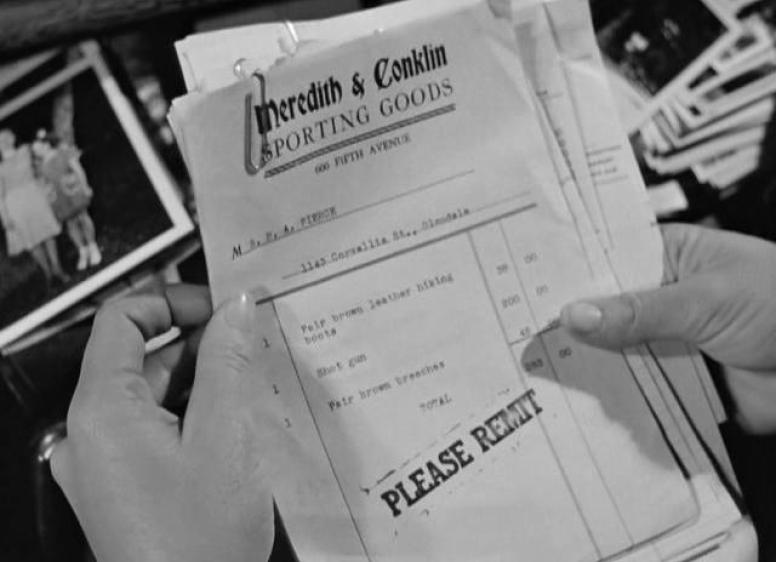 Meredith & Conklin
SPORTING GOODS
600 FIFTH AVENUE
M R. P. A. PIERCE
1143 Corvallis St., Glendale
1 Pair brown leather hiking 38 00
boots
1 Shot gun 200 00
1 Pair brown breeches 45
TOTAL 283 00
PLEASE REMIT